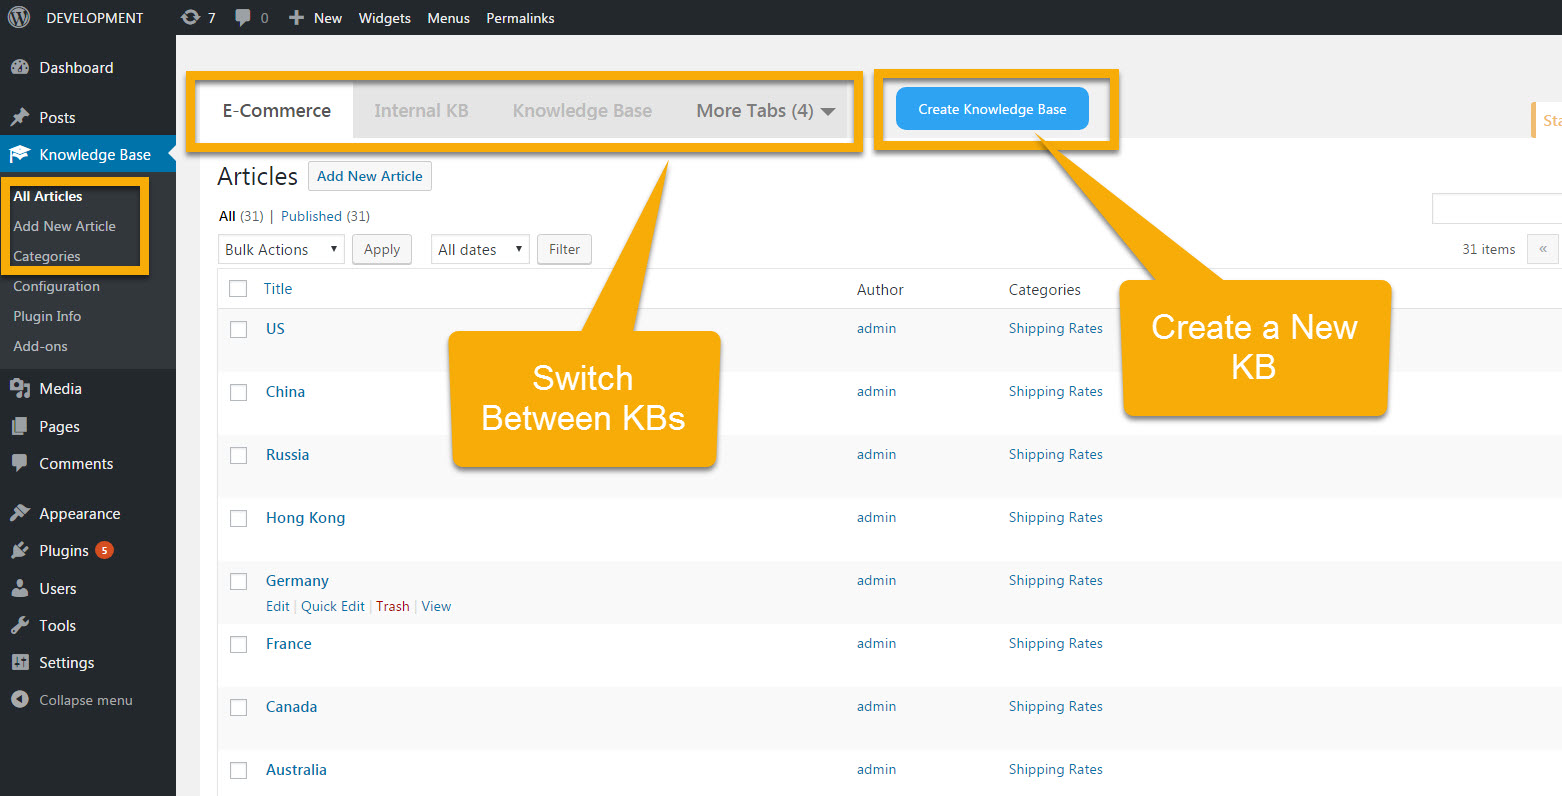 DEVELOPMENT 7 0 New Widgets Menus Permalinks
Dashboard
Posts
Knowledge Base
All Articles
Add New Article
Categories
Configuration
Plugin Info
Add-ons
Media
Pages
Comments
Appearance
Plugins 5
Users
Tools
Settings
Collapse menu
E-Commerce Internal KB Knowledge Base More Tabs (4)
Create Knowledge Base
Articles Add New Article
All (31) | Published (31)
Bulk Actions Apply All dates Filter
31 items «
Title Author Categories
US admin Shipping Rates
China admin Shipping Rates
Russia admin Shipping Rates
Hong Kong admin Shipping Rates
Germany admin Shipping Rates
Edit | Quick Edit | Trash | View
France admin Shipping Rates
Canada admin Shipping Rates
Australia admin Shipping Rates
Switch
Between KBs
Create a New
KB